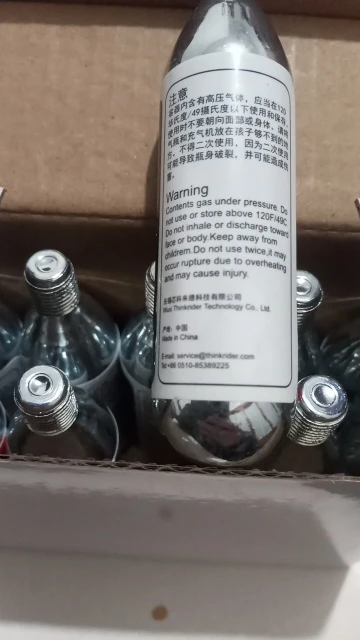 注意
容器内含有高压气体，应当在120
华氏度/49摄氏度以下使用和保存，
使用时不要朝向面部或身体，请将
气瓶和充气机放在孩子够不到的地
方，不得二次使用，因为二次使用
可能导致瓶身破裂，并可能造成伤
害。
Warning
Contents gas under pressure. Do
not use or store above 120F/49C
Do not inhale or discharge toward
face or body.Keep away from
children.Do not use twice,it may
occur rupture due to overheating
and may cause injury.
科技有限公司
Wuxi Thinkrider Technology Co., Ltd.
产地: 中国
Made in China
E-mail: service@thinkrider.com
Tel:+86 0510-85389225